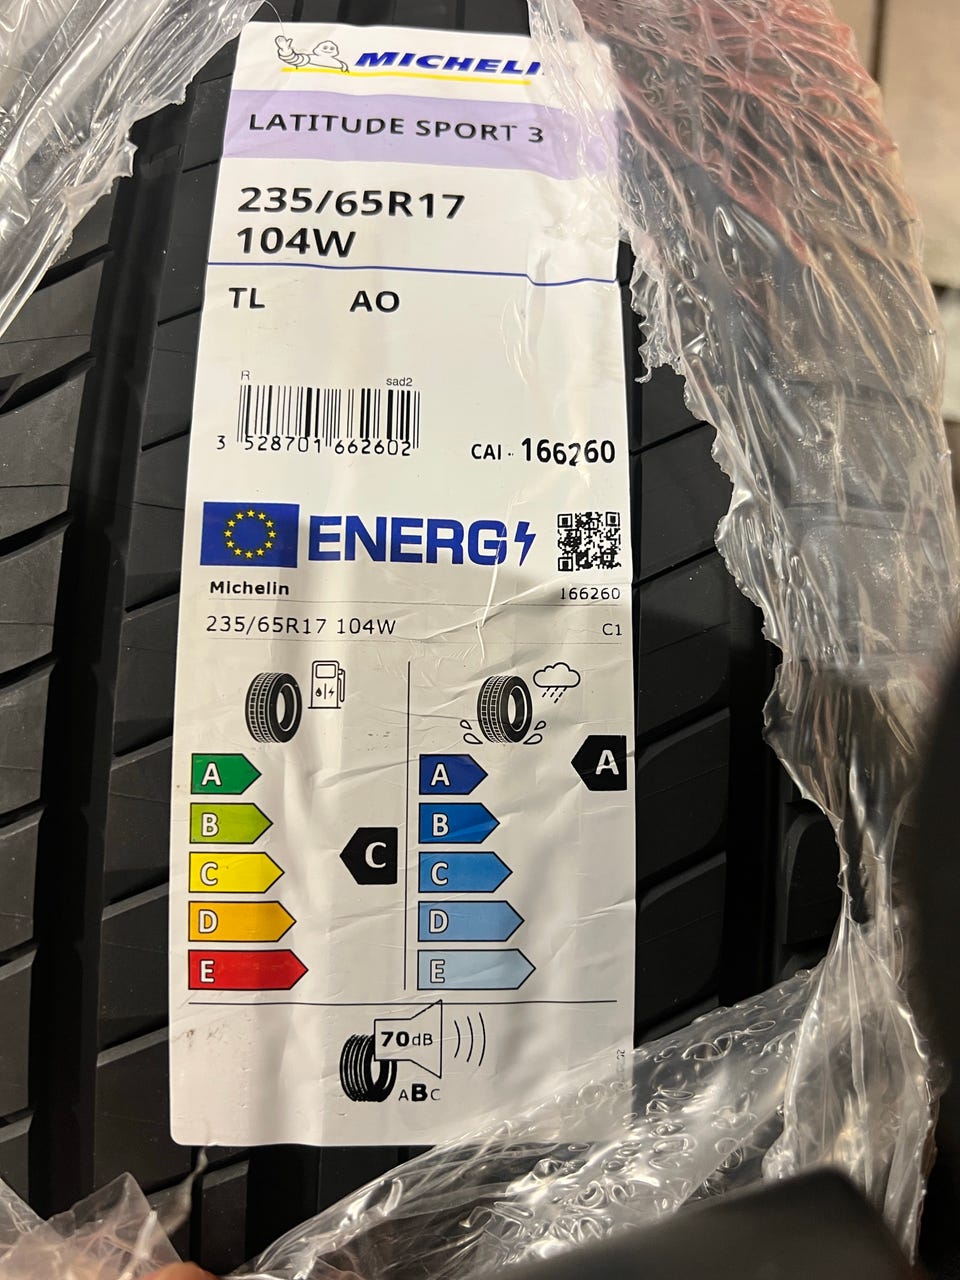 MICHELI
LATITUDE SPORT 3
235/65R17
104W
TL AO
R sad2
3 528701 662602
CAI - 166260
ENERG
Michelin 166260
235/65R17 104W C1
A A A
B B
C C C
D D
E E
70dB
ABC